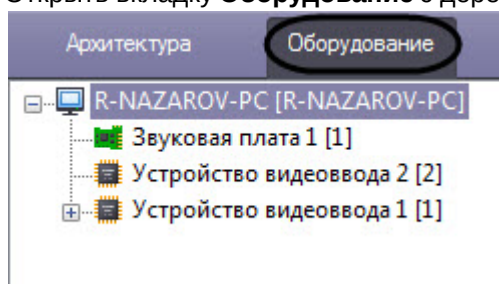 Открыть вкладку Оборудование
Архитектура Оборудование
R-NAZAROV-PC [R-NAZAROV-PC]
Звуковая плата 1 [1]
Устройство видеоввода 2 [2]
Устройство видеоввода 1 [1]